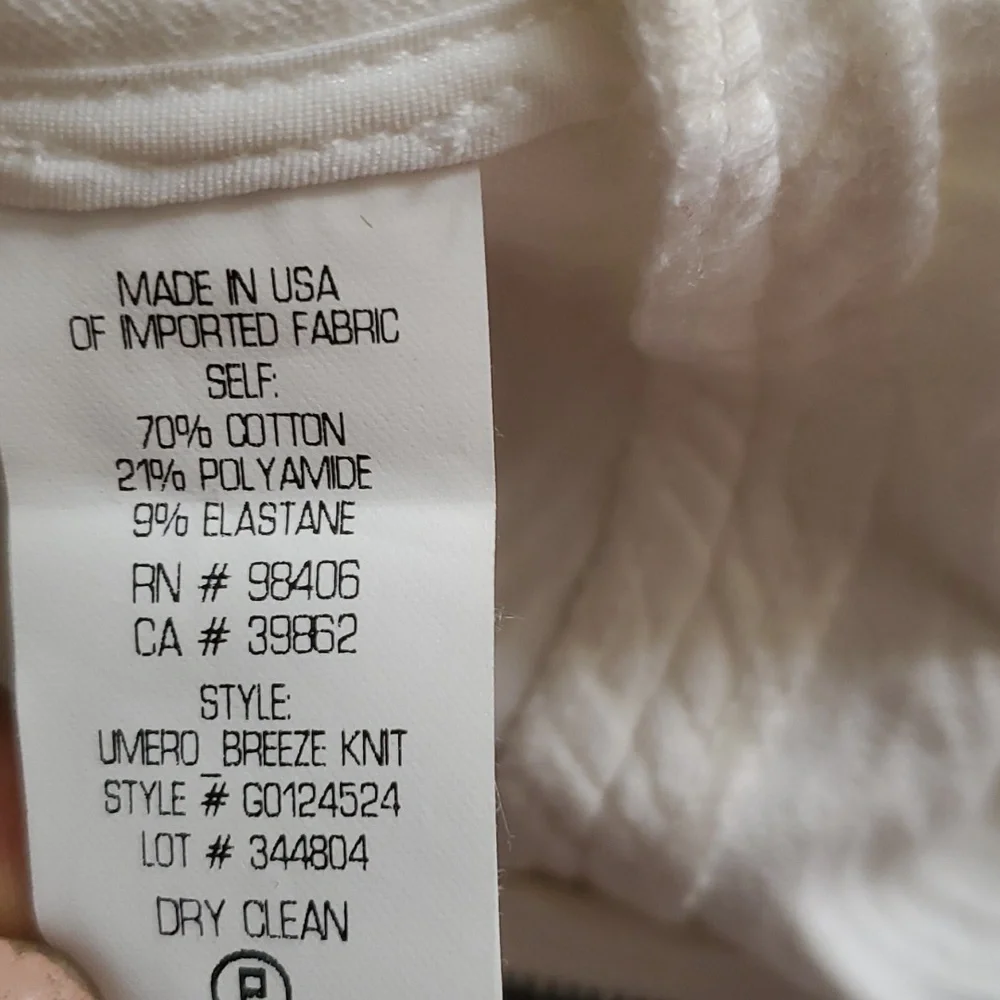 MADE IN USA
OF IMPORTED FABRIC
SELF:
70% COTTON
21% POLYAMIDE
9% ELASTANE
RN # 98406
CA # 39862
STYLE:
UMERO_BREEZE KNIT
STYLE # G0124524
LOT # 344804
DRY CLEAN
P